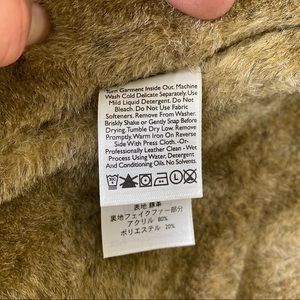 Turn Garment Inside Out. Machine
Wash Cold Delicate Separately. Use
Mild Liquid Detergent. Do Not
Bleach. Do Not Use Fabric
Softeners. Remove From Washer.
Briskly Shake or Gently Snap Before
Drying. Tumble Dry Low. Remove
Promptly. Warm Iron On Reverse
Side With Press Cloth. -Or-
Professionally Leather Clean - Wet
Process Using Water, Detergent
And Conditioning Oils. No Solvents.
L
表地 豚革
裏地フェイクファー部分
アクリル 80%
ポリエステル 20%